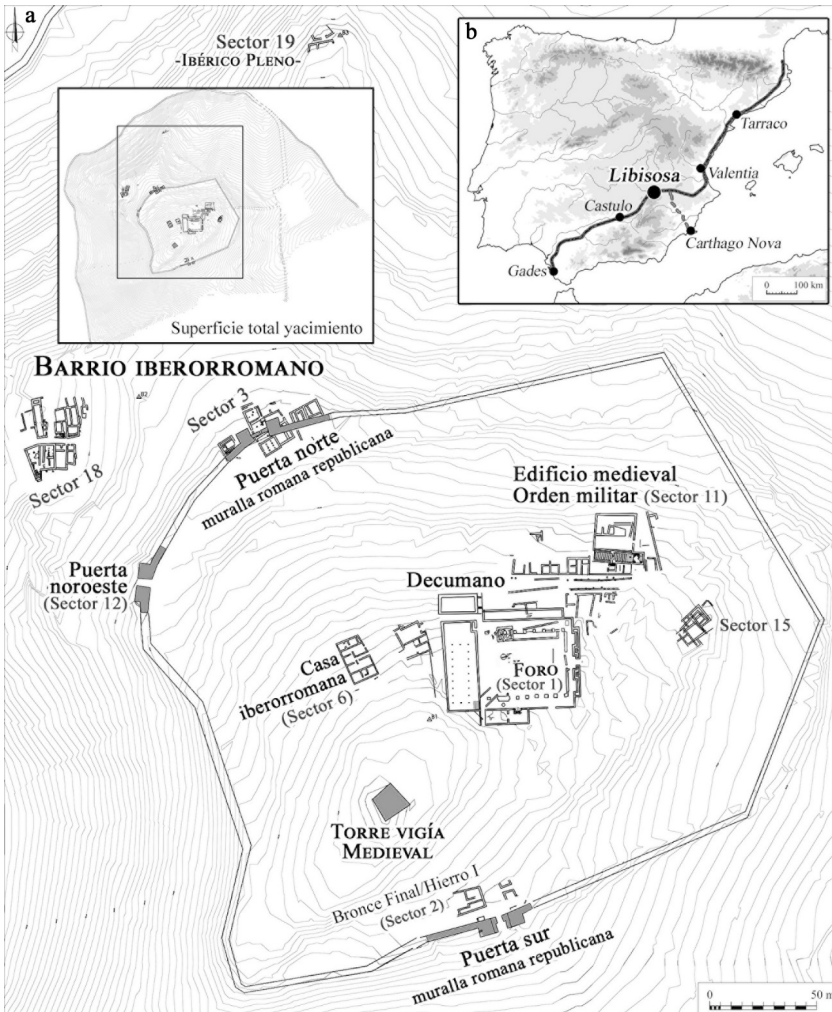 a
Sector 19
-IBÉRICO PLENO-
B3
Superficie total yacimiento
b
Tarraco
Valentia
Libisosa
Castulo
Carthago Nova
Gades
0 100 km
BARRIO IBERORROMANO
B2
Sector 18
Sector 3
Puerta norte
muralla romana republicana
Puerta
noroeste
(Sector 12)
Edificio medieval
Orden militar (Sector 11)
Decumano
Sector 15
FORO
(Sector 1)
Casa
iberorromana
(Sector 6)
B1
TORRE VIGÍA
MEDIEVAL
Bronce Final/Hierro I
(Sector 2)
Puerta sur
muralla romana republicana
0 50 m